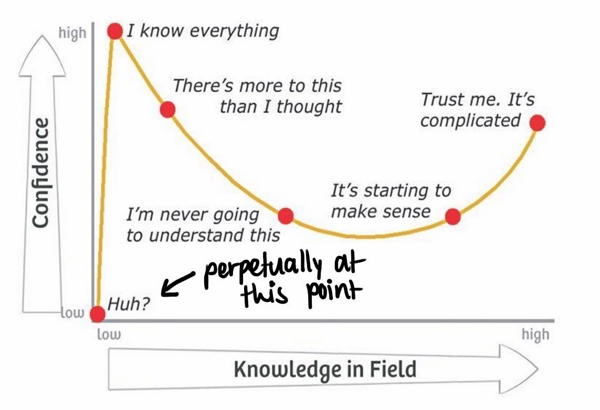 high
I know everything
There's more to this
than I thought
Trust me. It's
complicated
Confidence
It's starting to
make sense
I'm never going
to understand this
perpetually at
this point
Huh?
low
low
high
Knowledge in Field